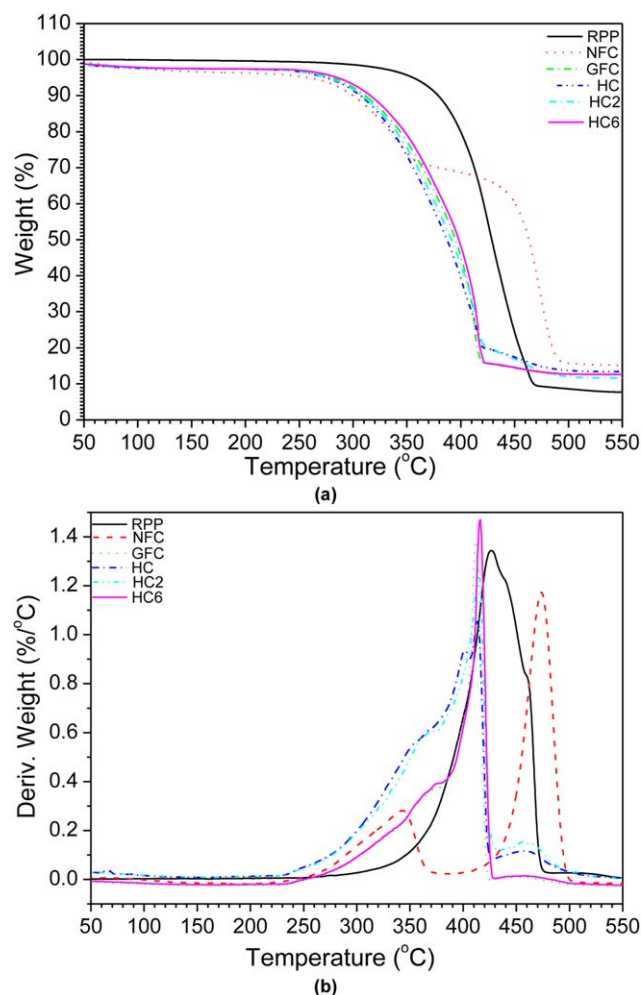 RPP
NFC
GFC
HC
HC2
HC6
Weight (%)
110
100
90
80
70
60
50
40
30
20
10
0
50 100 150 200 250 300 350 400 450 500 550
Temperature (°C)
(a)
RPP
NFC
GFC
HC
HC2
HC6
Deriv. Weight (%/°C)
1.4
1.2
1.0
0.8
0.6
0.4
0.2
0.0
50 100 150 200 250 300 350 400 450 500 550
Temperature (°C)
(b)